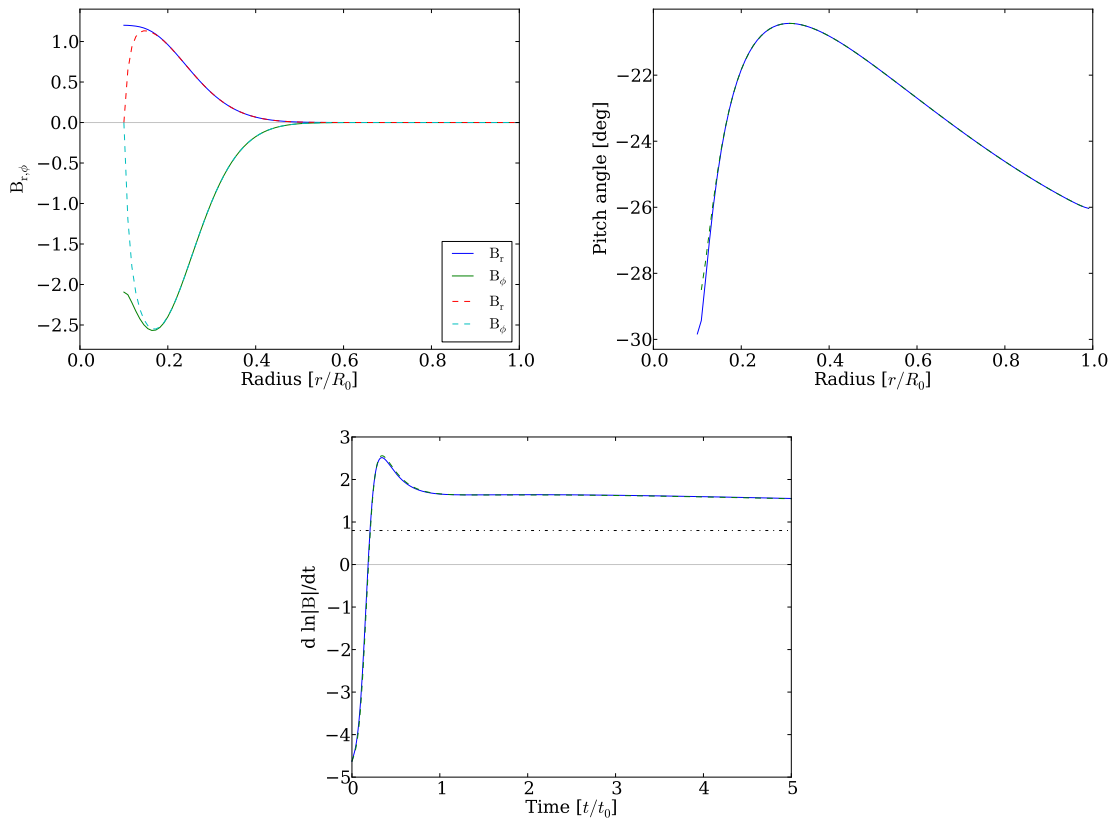 1.0
0.5
0.0
−0.5
−1.0
−1.5
−2.0
−2.5
B_{r,ϕ}
B_r
B_ϕ
B_r
B_ϕ
0.0 0.2 0.4 0.6 0.8 1.0
Radius [r/R_0]
−22
−24
−26
−28
−30
Pitch angle [deg]
0.0 0.2 0.4 0.6 0.8 1.0
Radius [r/R_0]
3
2
1
0
−1
−2
−3
−4
−5
d ln|B|/dt
0 1 2 3 4 5
Time [t/t_0]